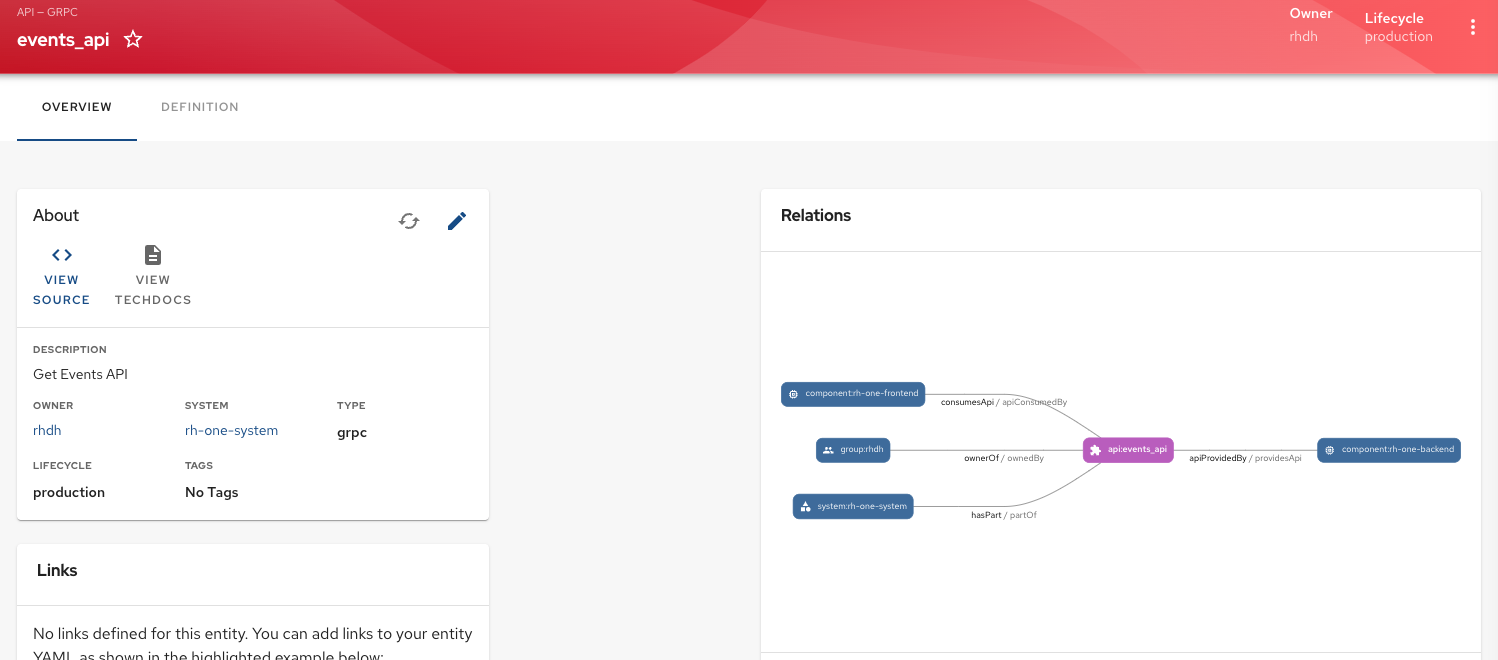 API — GRPC
events_api
Owner
rhdh
Lifecycle
production
OVERVIEW
DEFINITION
About
VIEW
SOURCE
VIEW
TECHDOCS
DESCRIPTION
Get Events API
OWNER
SYSTEM
TYPE
rhdh
rh-one-system
grpc
LIFECYCLE
TAGS
production
No Tags
Links
No links defined for this entity. You can add links to your entity
YAML as shown in the highlighted example below:
Relations
component:rh-one-frontend
consumesApi / apiConsumedBy
group:rhdh
ownerOf / ownedBy
api:events_api
apiProvidedBy / providesApi
component:rh-one-backend
system:rh-one-system
hasPart / partOf